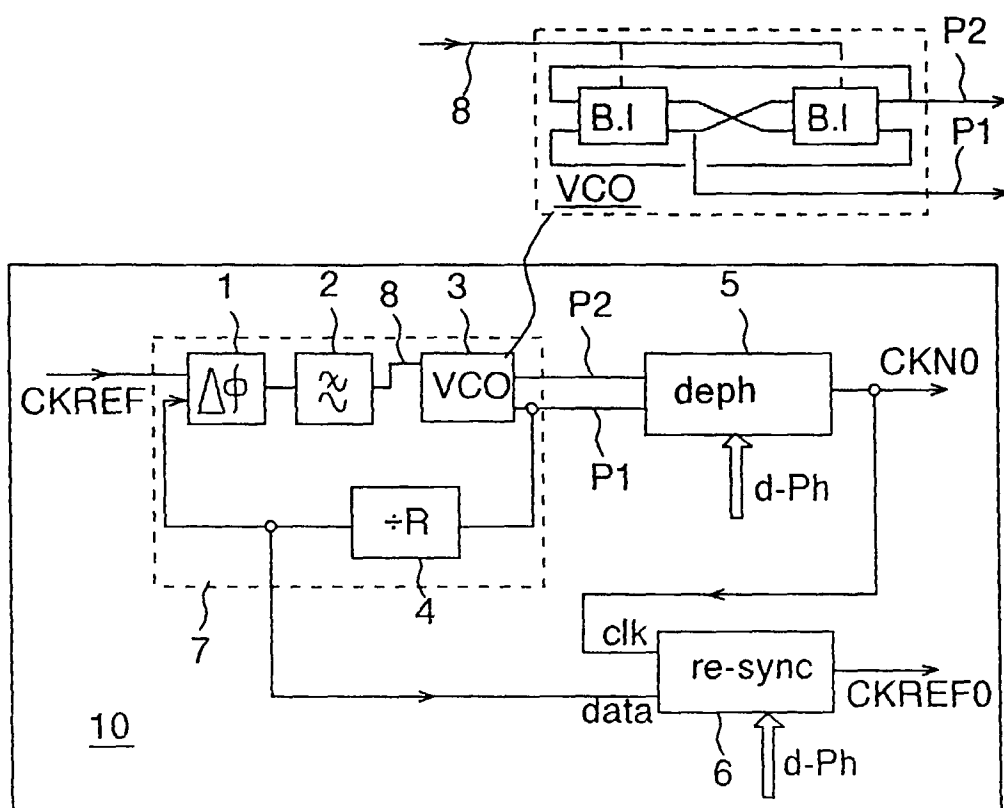 P2
8
B.I
B.I
P1
VCO
1
2
8
3
P2
5
CKREF
Δϕ
≈
VCO
deph
CKN0
P1
d-Ph
÷R
7
4
clk
re-sync
data
CKREF0
10
6
d-Ph